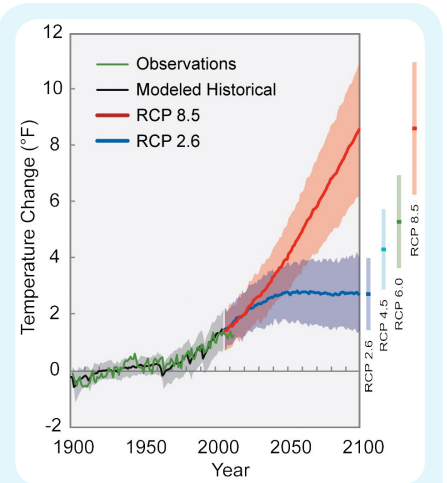 12
10
8
6
4
2
0
-2
Temperature Change (°F)
Observations
Modeled Historical
RCP 8.5
RCP 2.6
1900 1950 2000 2050 2100
Year
RCP 2.6
RCP 4.5
RCP 6.0
RCP 8.5